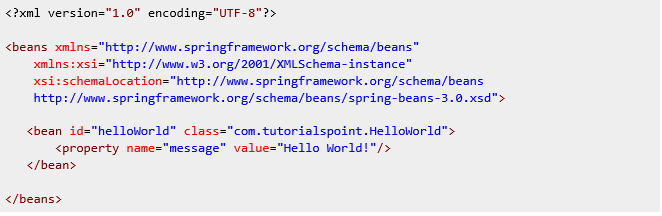 <?xml version="1.0" encoding="UTF-8"?>
<beans xmlns="http://www.springframework.org/schema/beans"
xmlns:xsi="http://www.w3.org/2001/XMLSchema-instance"
xsi:schemaLocation="http://www.springframework.org/schema/beans
http://www.springframework.org/schema/beans/spring-beans-3.0.xsd">
<bean id="helloWorld" class="com.tutorialspoint.HelloWorld">
<property name="message" value="Hello World!"/>
</bean>
</beans>